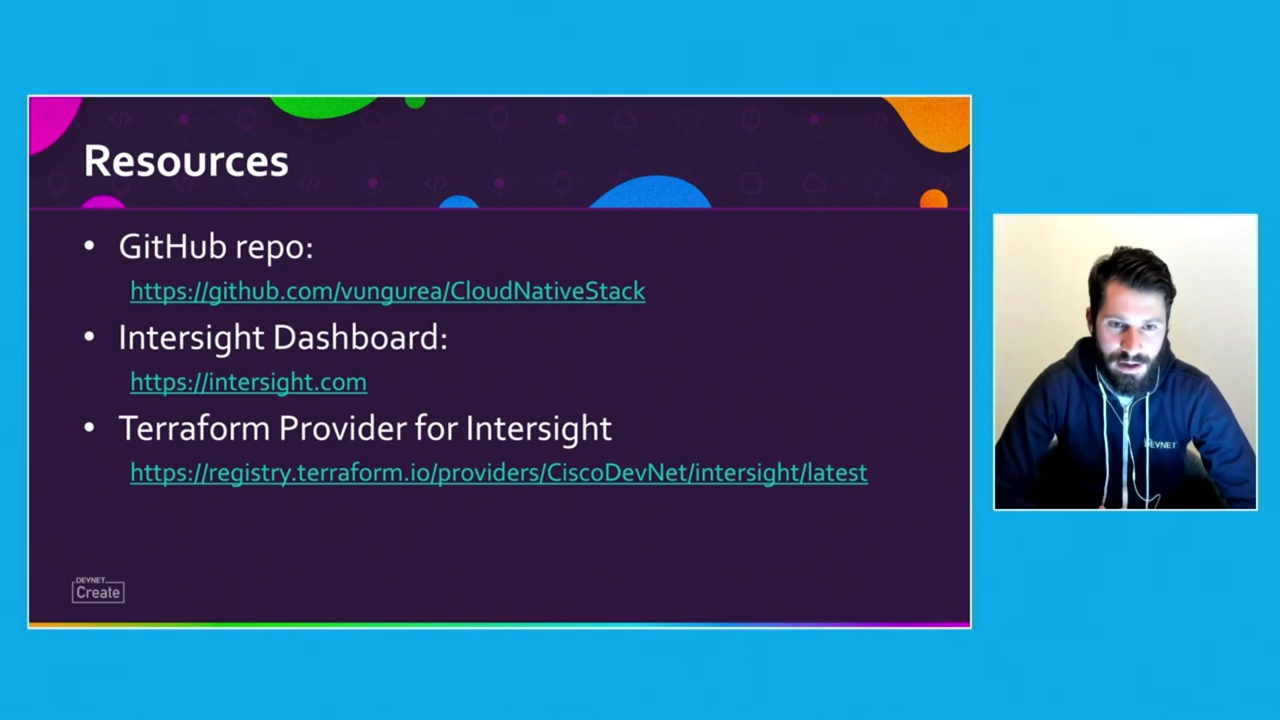 Resources
• GitHub repo:
https://github.com/vungurea/CloudNativeStack
• Intersight Dashboard:
https://intersight.com
• Terraform Provider for Intersight
https://registry.terraform.io/providers/CiscoDevNet/intersight/latest
DEVNET
Create
DEVNET